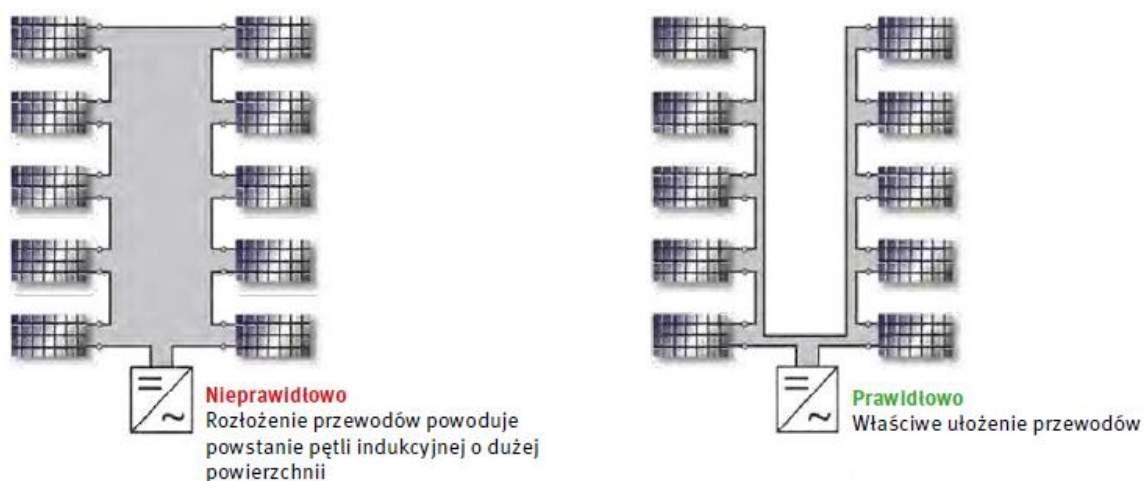 Nieprawidłowo
Rozłożenie przewodów powoduje
powstanie pętli indukcyjnej o dużej
powierzchnii
Prawidłowo
Właściwe ułożenie przewodów